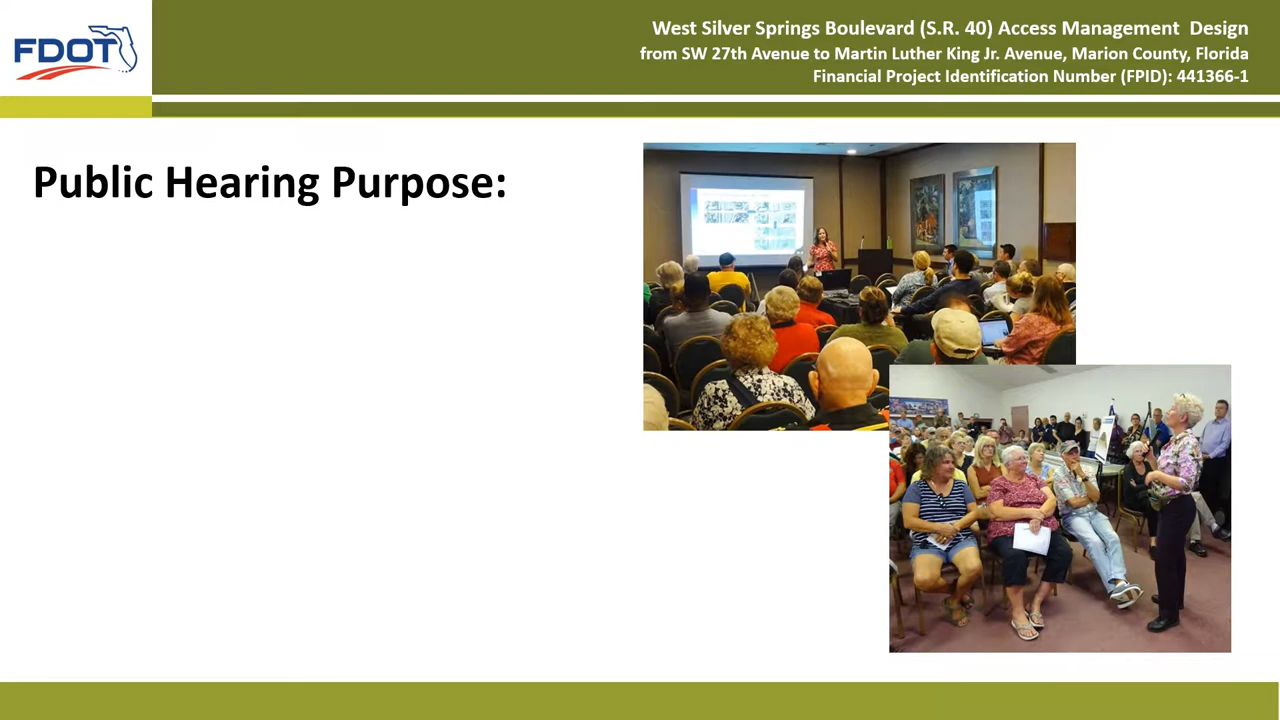 FDOT
West Silver Springs Boulevard (S.R. 40) Access Management Design
from SW 27th Avenue to Martin Luther King Jr. Avenue, Marion County, Florida
Financial Project Identification Number (FPID): 441366-1
Public Hearing Purpose: